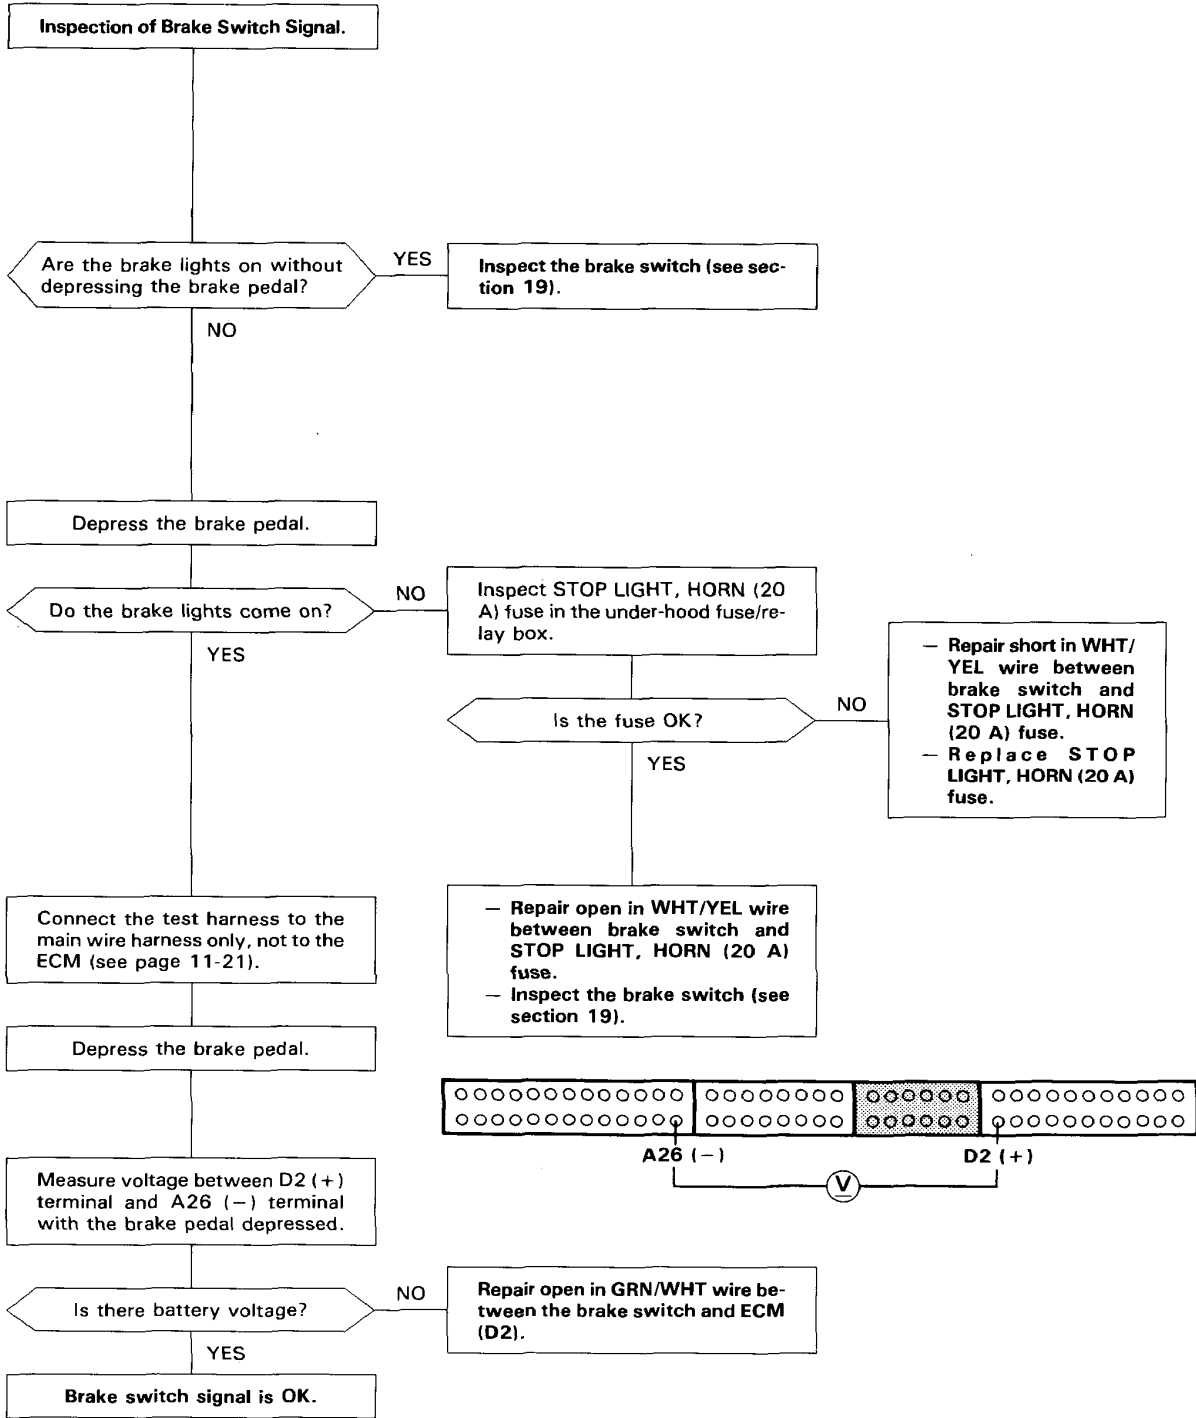 Inspection of Brake Switch Signal.
Are the brake lights on without
depressing the brake pedal?
YES
Inspect the brake switch (see sec-
tion 19).
NO
Depress the brake pedal.
Do the brake lights come on?
NO
Inspect STOP LIGHT, HORN (20
A) fuse in the under-hood fuse/re-
lay box.
YES
Is the fuse OK?
NO
— Repair short in WHT/
YEL wire between
brake switch and
STOP LIGHT, HORN
(20 A) fuse.
— Replace STOP
LIGHT, HORN (20 A)
fuse.
YES
— Repair open in WHT/YEL wire
between brake switch and
STOP LIGHT, HORN (20 A)
fuse.
— Inspect the brake switch (see
section 19).
Connect the test harness to the
main wire harness only, not to the
ECM (see page 11-21).
Depress the brake pedal.
A26 (−)
D2 (+)
V
Measure voltage between D2 (+)
terminal and A26 (−) terminal
with the brake pedal depressed.
Is there battery voltage?
NO
Repair open in GRN/WHT wire be-
tween the brake switch and ECM
(D2).
YES
Brake switch signal is OK.